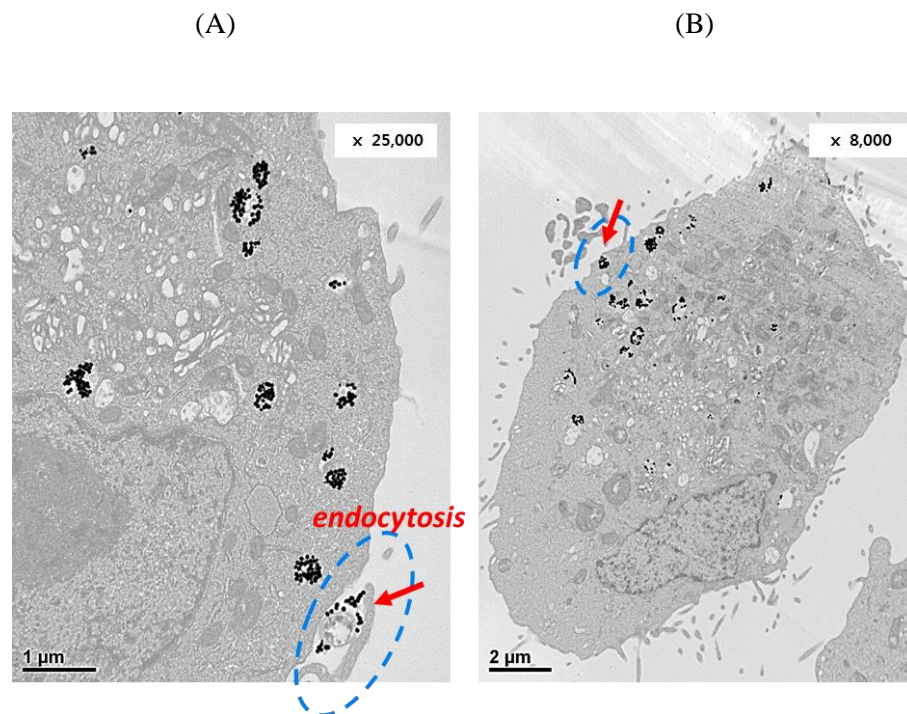 (A)
(B)
x 25,000
x 8,000
endocytosis
1 µm
2 µm